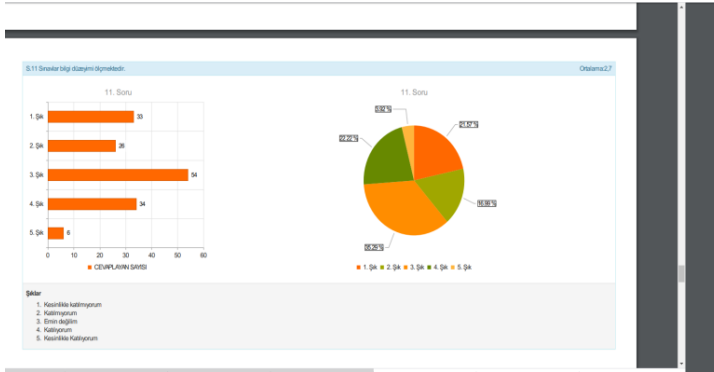 S.11 Sınavlar bilgi düzeyimi ölçmektedir.
Ortalama:2,7
11. Soru
1. Şık
33
2. Şık
26
3. Şık
54
4. Şık
34
5. Şık
6
0 10 20 30 40 50 60
CEVAPLAYAN SAYISI
11. Soru
3,92 %
21,57 %
22,22 %
16,99 %
35,29 %
1. Şık 2. Şık 3. Şık 4. Şık 5. Şık
Şıklar
1. Kesinlikle katılmıyorum
2. Katılmıyorum
3. Emin değilim
4. Katılıyorum
5. Kesinlikle Katılıyorum